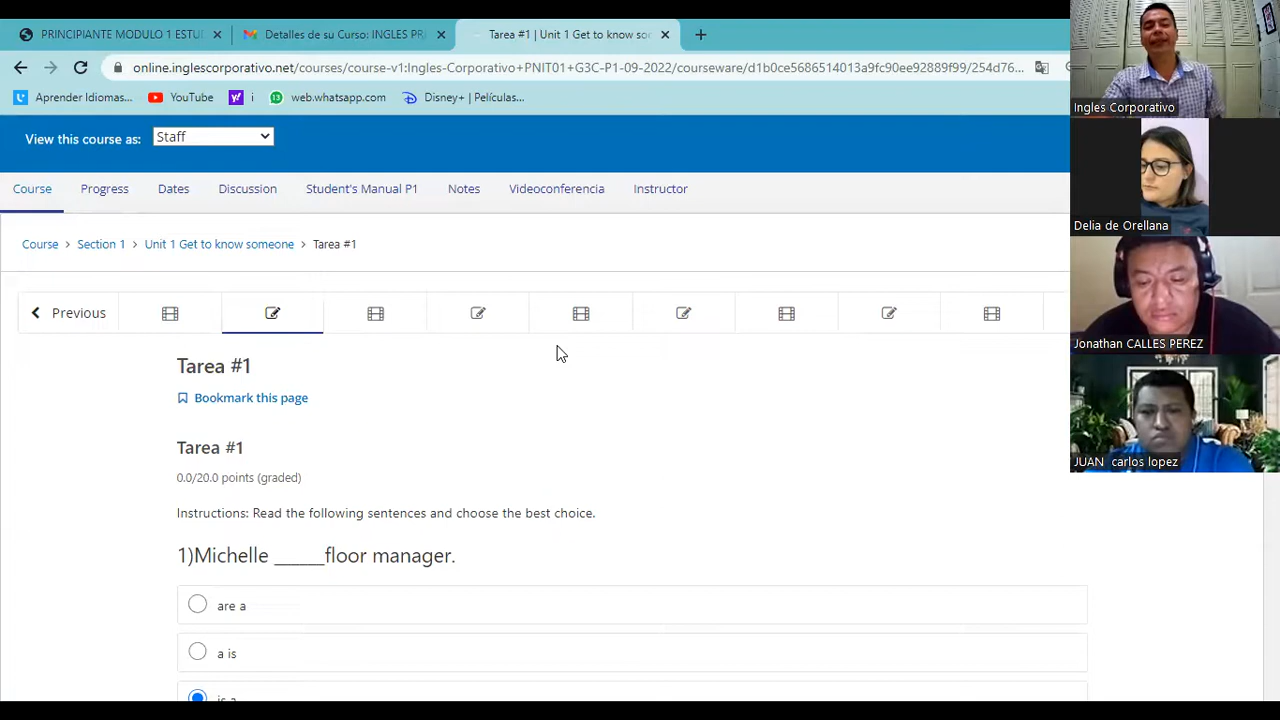 PRINCIPIANTE MODULO 1 ESTU
Detalles de su Curso: INGLES PRI
Tarea #1 | Unit 1 Get to know so
online.inglescorporativo.net/courses/course-v1:Ingles-Corporativo+PNIT01+G3C-P1-09-2022/courseware/d1b0ce5686514013a9fc90ee92889f99/254d76...
Aprender Idiomas...
YouTube
i
web.whatsapp.com
Disney+ | Películas,...
View this course as:
Staff
Course
Progress
Dates
Discussion
Student's Manual P1
Notes
Videoconferencia
Instructor
Course > Section 1 > Unit 1 Get to know someone > Tarea #1
Previous
Tarea #1
Bookmark this page
Tarea #1
0.0/20.0 points (graded)
Instructions: Read the following sentences and choose the best choice.
1)Michelle ______floor manager.
are a
a is
is a
Ingles Corporativo
Delia de Orellana
Jonathan CALLES PEREZ
JUAN carlos lopez